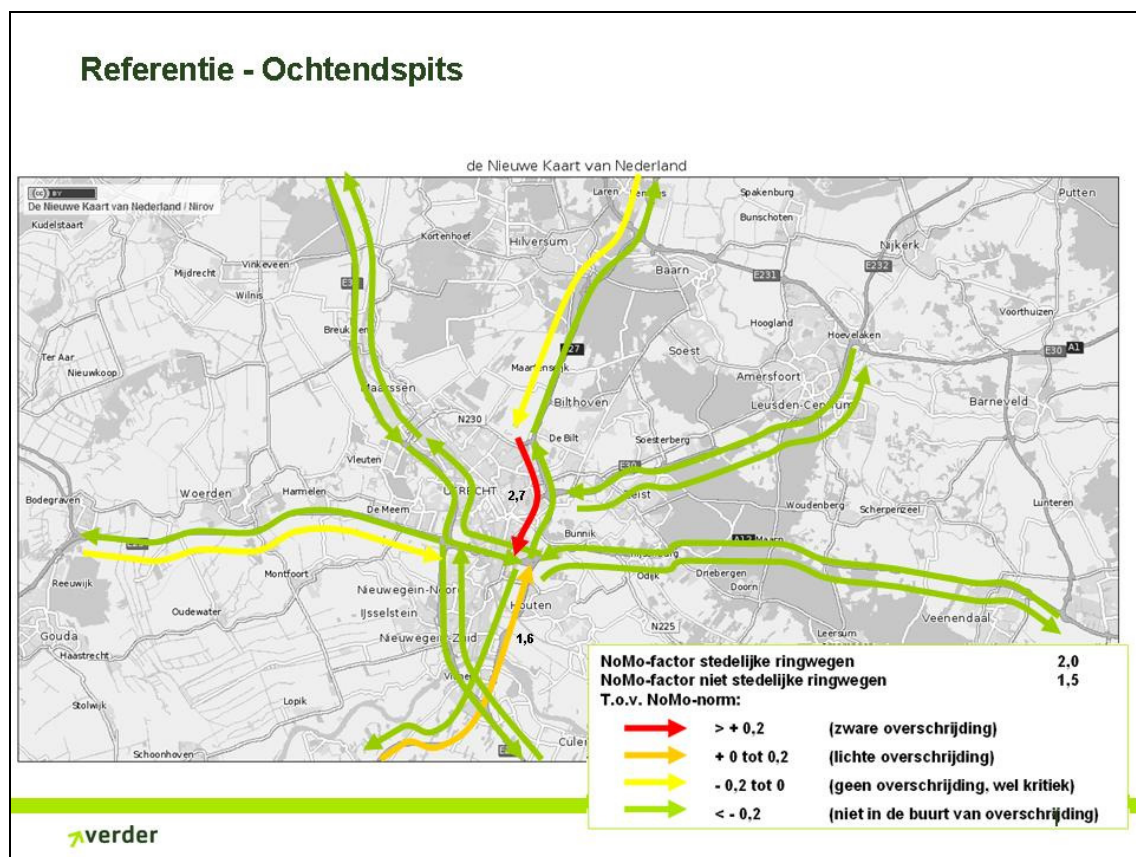 Referentie - Ochtendspits
de Nieuwe Kaart van Nederland
(cc) BY
De Nieuwe Kaart van Nederland / Nirov
Kudelstaart
Laren
Spakenburg
Putten
Kortenhoef
Hilversum
Bunschoten
Nijkerk
Mijdrecht
Vinkeveen
Baarn
E231
E232
Wilnis
Voorthuizen
Hoogland
Hoevelaken
Ter Aar
Nieuwkoop
Soest
E30
A1
Amersfoort
Maarssen
Bilthoven
Leusden-Centrum
Barneveld
N230
De Bilt
Soesterberg
Vleuten
Bodegraven
Woerden
Harmelen
UTRECHT
2,7
Woudenberg
Scherpenzeel
Lunteren
De Meern
Bunnik
Maarn
Reeuwijk
Montfoort
Odijk
Driebergen
Doorn
Oudewater
IJsselstein
Houten
Veenendaal
Gouda
Haastrecht
1,6
N225
Leersum
Stolwijk
Lopik
Schoonhoven
NoMo-factor stedelijke ringwegen 2,0
NoMo-factor niet stedelijke ringwegen 1,5
T.o.v. NoMo-norm:
> + 0,2 (zware overschrijding)
+ 0 tot 0,2 (lichte overschrijding)
- 0,2 tot 0 (geen overschrijding, wel kritiek)
< - 0,2 (niet in de buurt van overschrijding)
verder